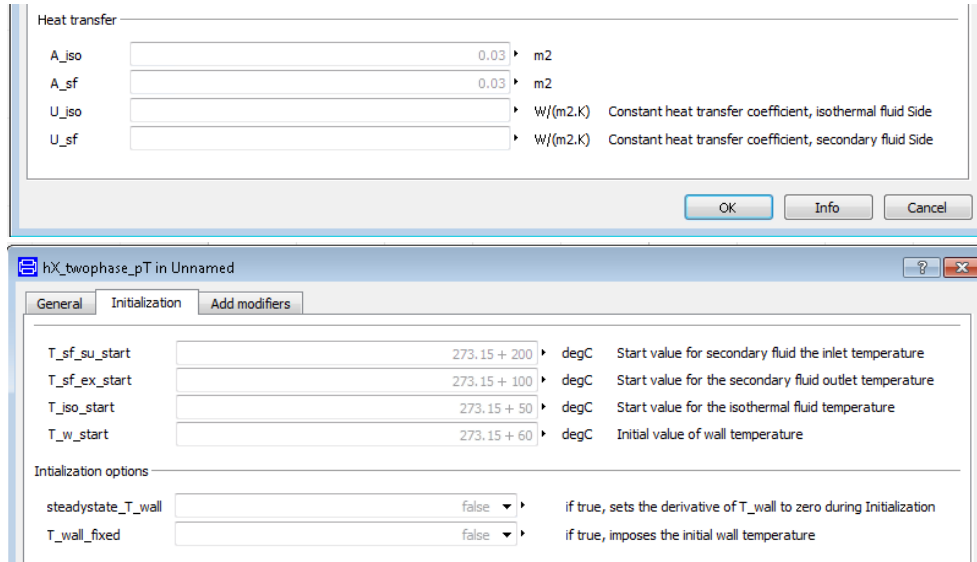 Heat transfer
A_iso 0.03 m2
A_sf 0.03 m2
U_iso W/(m2.K) Constant heat transfer coefficient, isothermal fluid Side
U_sf W/(m2.K) Constant heat transfer coefficient, secondary fluid Side
OK Info Cancel
hX_twophase_pT in Unnamed
General Initialization Add modifiers
T_sf_su_start 273.15 + 200 degC Start value for secondary fluid the inlet temperature
T_sf_ex_start 273.15 + 100 degC Start value for the secondary fluid outlet temperature
T_iso_start 273.15 + 50 degC Start value for the isothermal fluid temperature
T_w_start 273.15 + 60 degC Initial value of wall temperature
Intialization options
steadystate_T_wall false if true, sets the derivative of T_wall to zero during Initialization
T_wall_fixed false if true, imposes the initial wall temperature